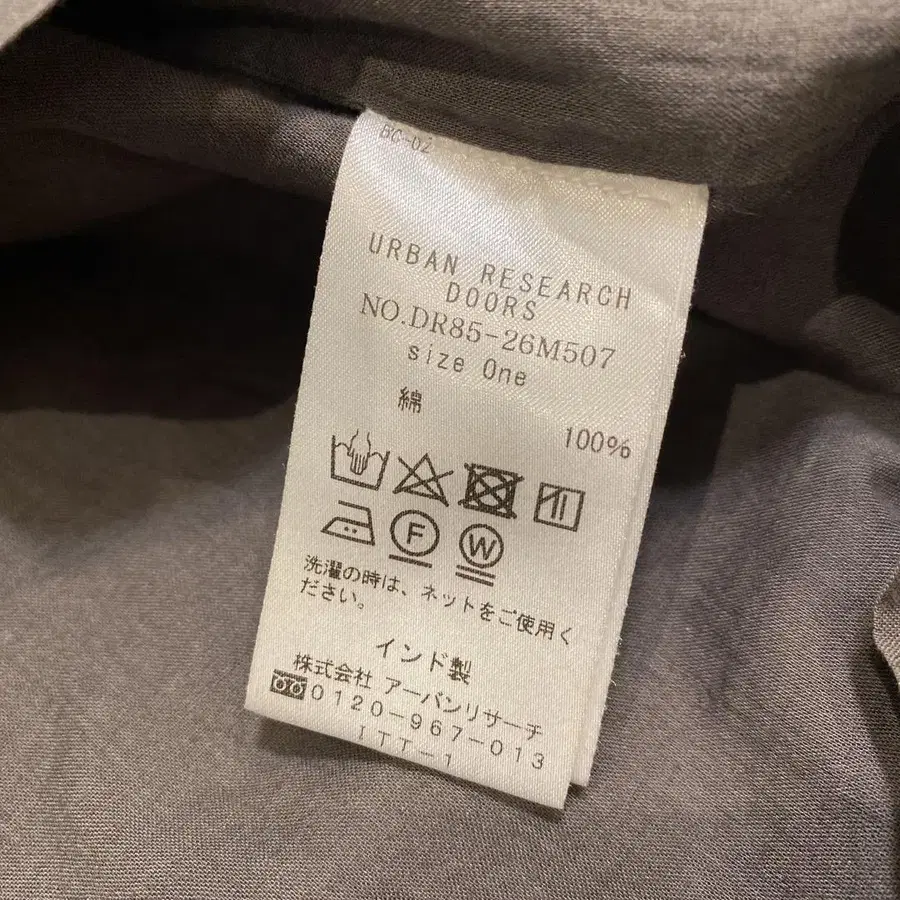 BC-02
URBAN RESEARCH
DOORS
NO.DR85-26M507
size One
綿 100%
F W
洗濯の時は、ネットをご使用く
ださい。
インド製
株式会社 アーバンリサーチ
0120-967-013
ITT-1